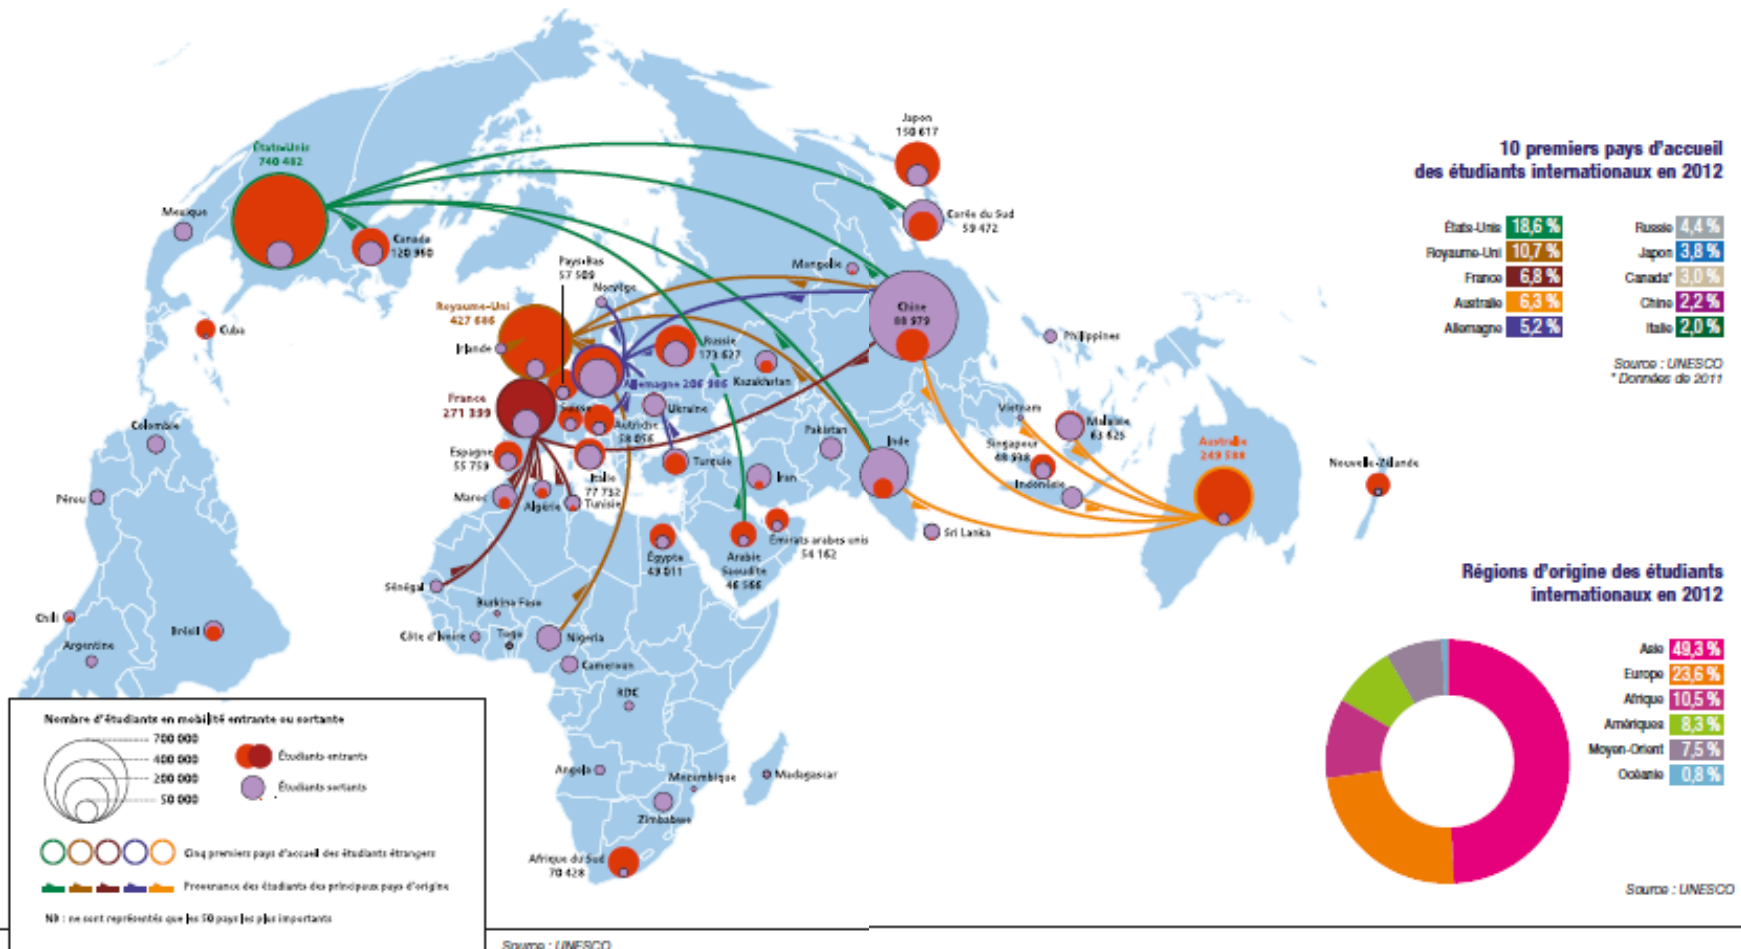 États-Unis
740 482
Mexique
Canada
120 960
Cuba
Pays-Bas
57 509
Norvège
Royaume-Uni
427 686
Irlande
France
271 399
Allemagne 206 986
Russie
173 627
Kazakhstan
Ukraine
Suisse
Autriche
58 056
Espagne
55 759
Italie
77 732
Turquie
Maroc
Algérie
Tunisie
Japon
150 617
Corée du Sud
59 472
Mongolie
Chine
88 979
Philippines
Vietnam
Malaisie
63 625
Singapour
Indonésie
Pakistan
Inde
Iran
Sri Lanka
Émirats arabes unis
54 162
Arabie
Saoudite
46 566
Égypte
49 011
Australie
249 588
Nouvelle-Zélande
Colombie
Pérou
Chili
Argentine
Brésil
Sénégal
Burkina Faso
Côte d'Ivoire
Togo
Nigeria
Cameroun
RDC
Angola
Mozambique
Madagascar
Zimbabwe
Afrique du Sud
70 428
Nombre d'étudiants en mobilité entrante ou sortante
700 000
400 000
200 000
50 000
Étudiants entrants
Étudiants sortants
Cinq premiers pays d'accueil des étudiants étrangers
Provenance des étudiants des principaux pays d'origine
NB : ne sont représentés que les 50 pays les plus importants
Source : UNESCO
10 premiers pays d'accueil
des étudiants internationaux en 2012
États-Unis 18,6 %
Royaume-Uni 10,7 %
France 6,8 %
Australie 6,3 %
Allemagne 5,2 %
Russie 4,4 %
Japon 3,8 %
Canada* 3,0 %
Chine 2,2 %
Italie 2,0 %
Source : UNESCO
* Données de 2011
Régions d'origine des étudiants
internationaux en 2012
Asie 49,3 %
Europe 23,6 %
Afrique 10,5 %
Amériques 8,3 %
Moyen-Orient 7,5 %
Océanie 0,8 %
Source : UNESCO